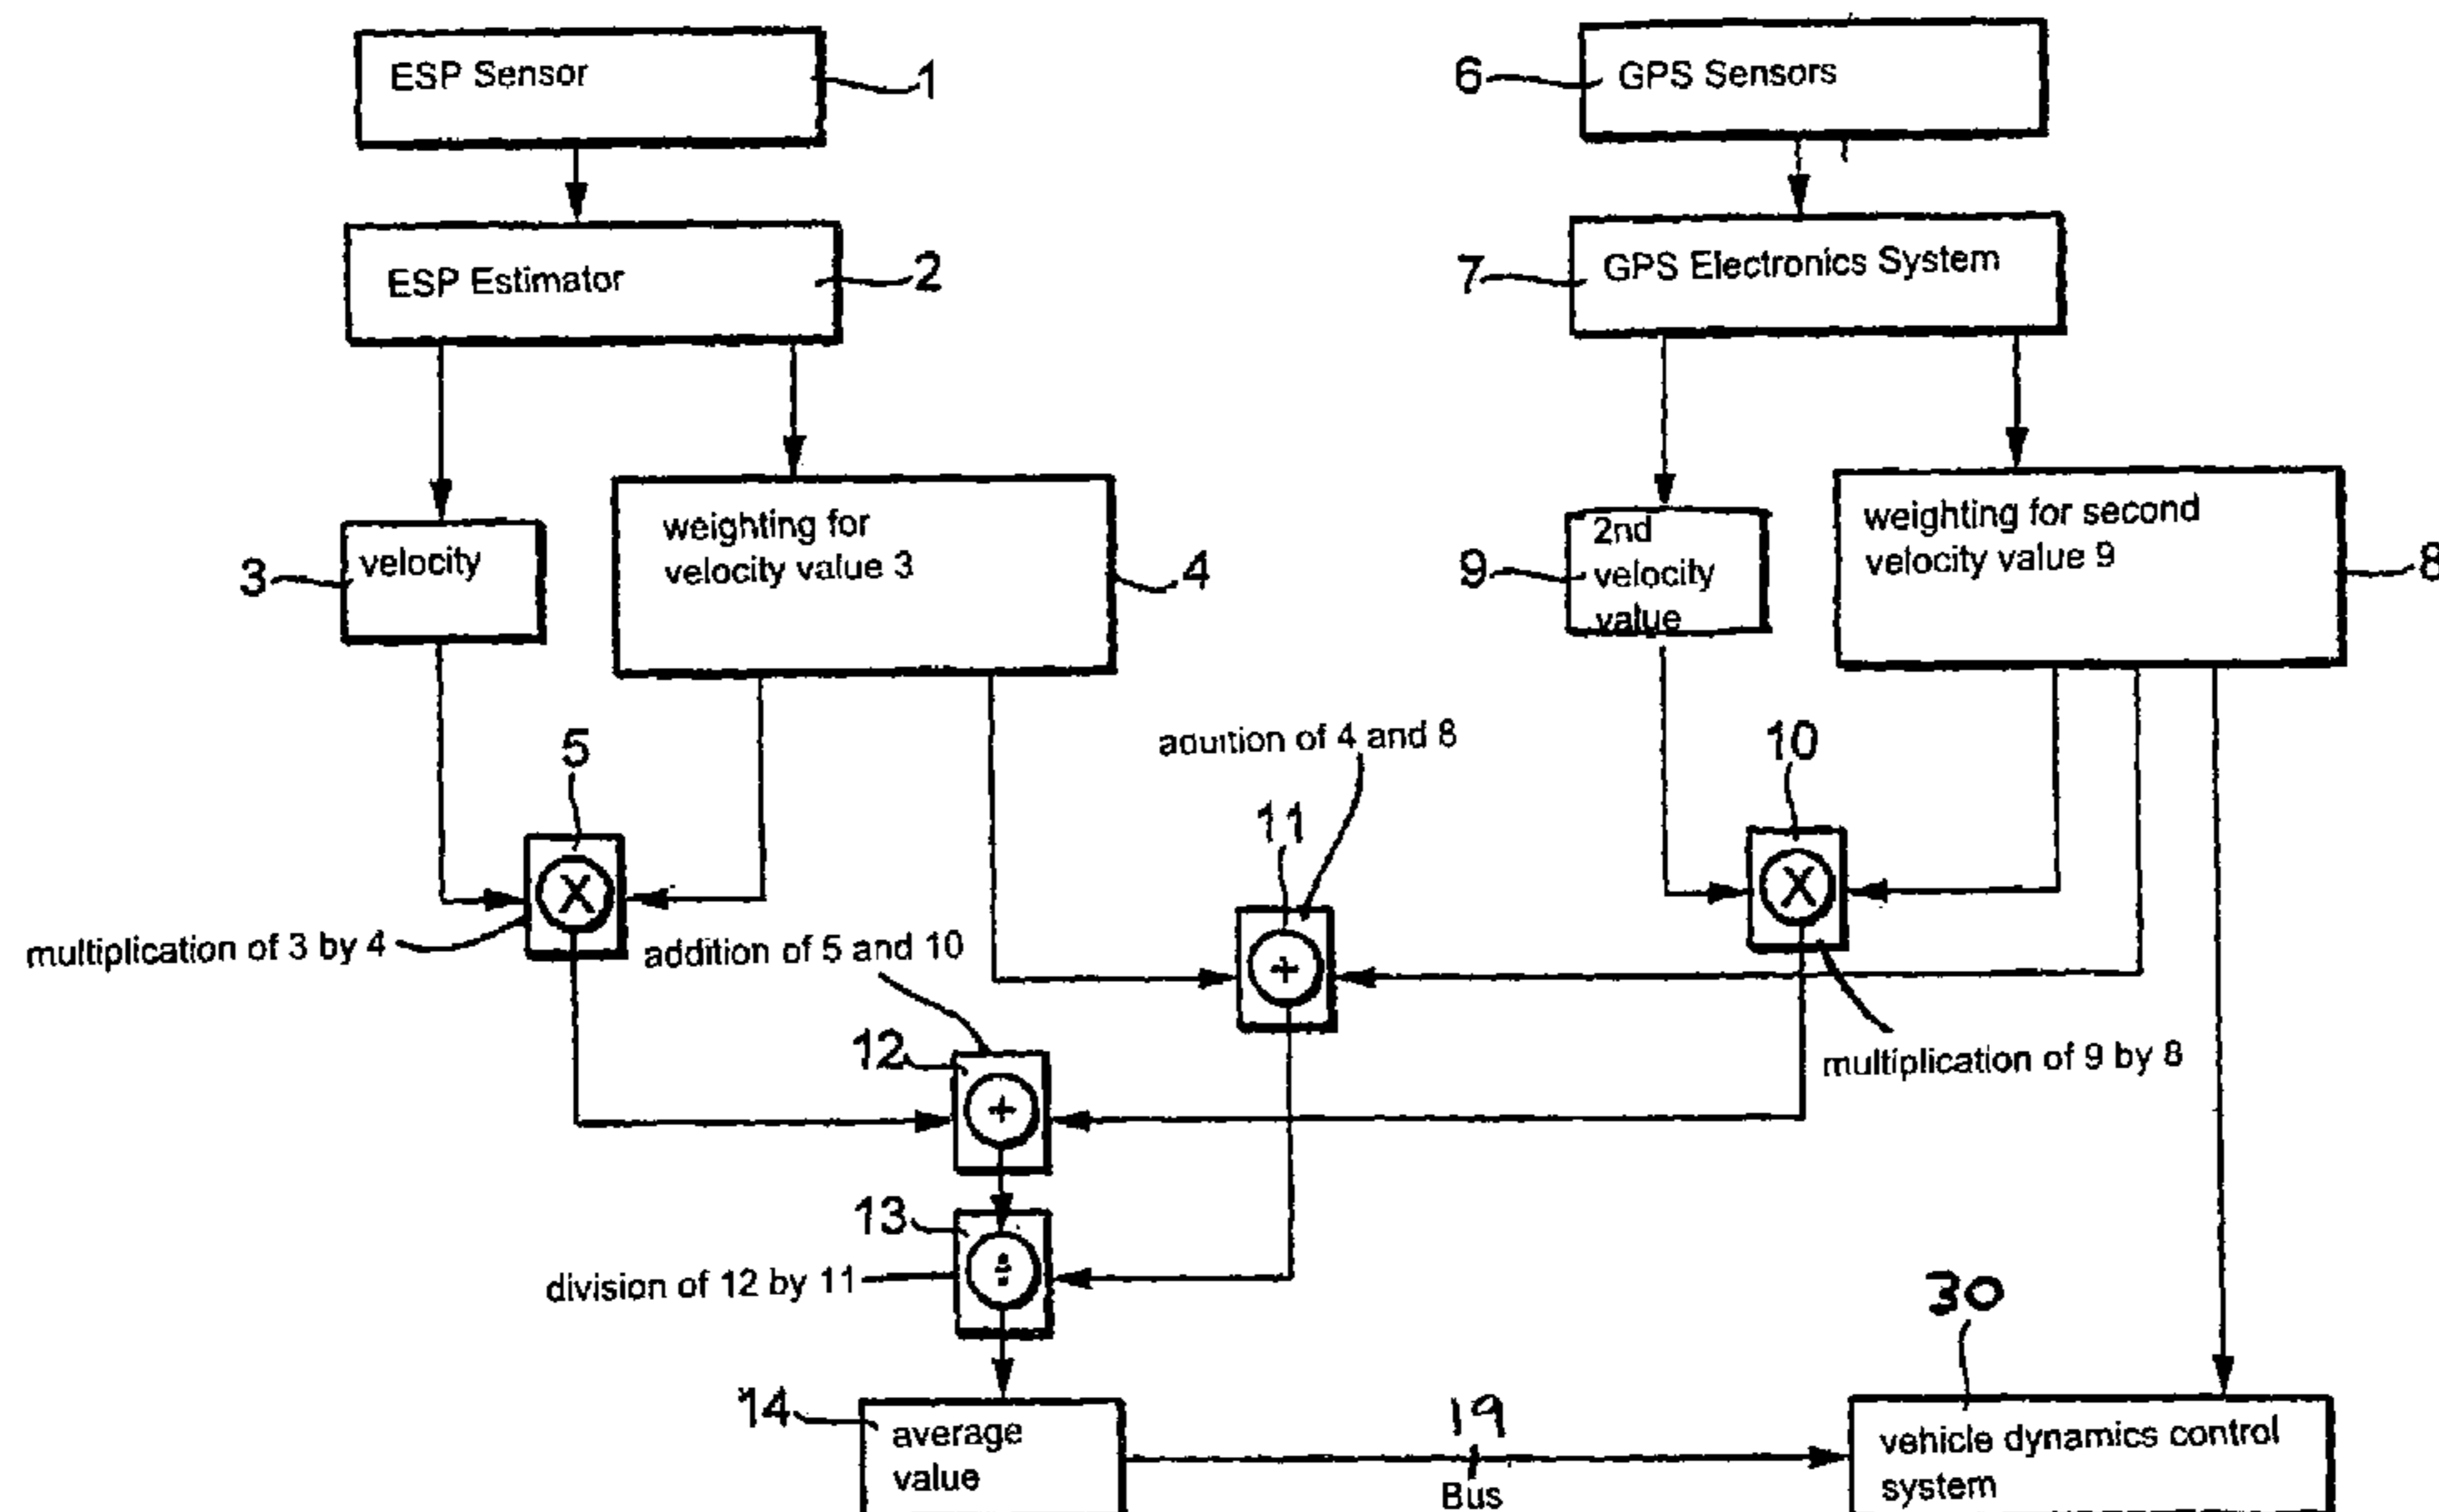 ESP Sensor
1
6
GPS Sensors
ESP Estimator
2
7
GPS Electronics System
3
velocity
weighting for
velocity value 3
4
9
2nd
velocity
value
weighting for second
velocity value 9
8
5
addition of 4 and 8
10
11
X
X
multiplication of 3 by 4
addition of 5 and 10
+
12
+
multiplication of 9 by 8
13
÷
division of 12 by 11
30
14
average
value
19
Bus
vehicle dynamics control
system